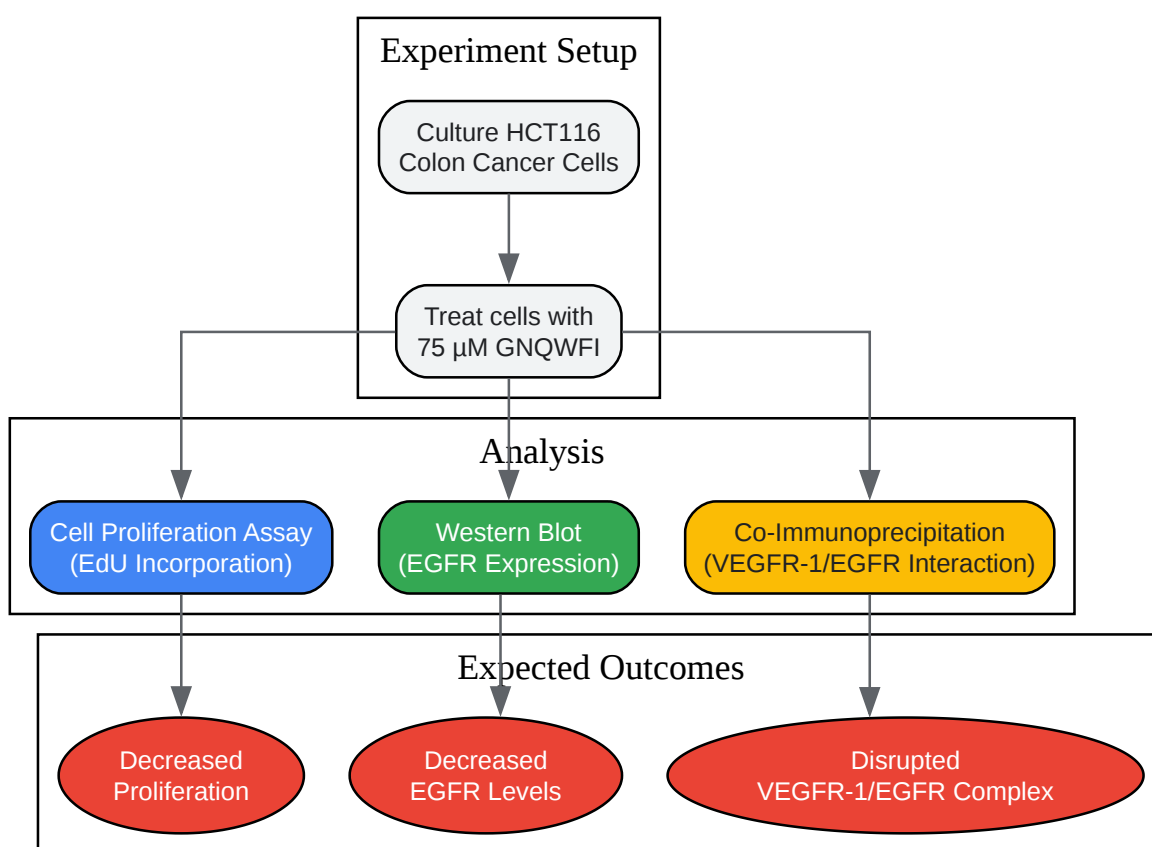 Experiment Setup
Culture HCT116
Colon Cancer Cells
Treat cells with
75 µM GNQWFI
Analysis
Cell Proliferation Assay
(EdU Incorporation)
Western Blot
(EGFR Expression)
Co-Immunoprecipitation
(VEGFR-1/EGFR Interaction)
Expected Outcomes
Decreased
Proliferation
Decreased
EGFR Levels
Disrupted
VEGFR-1/EGFR Complex